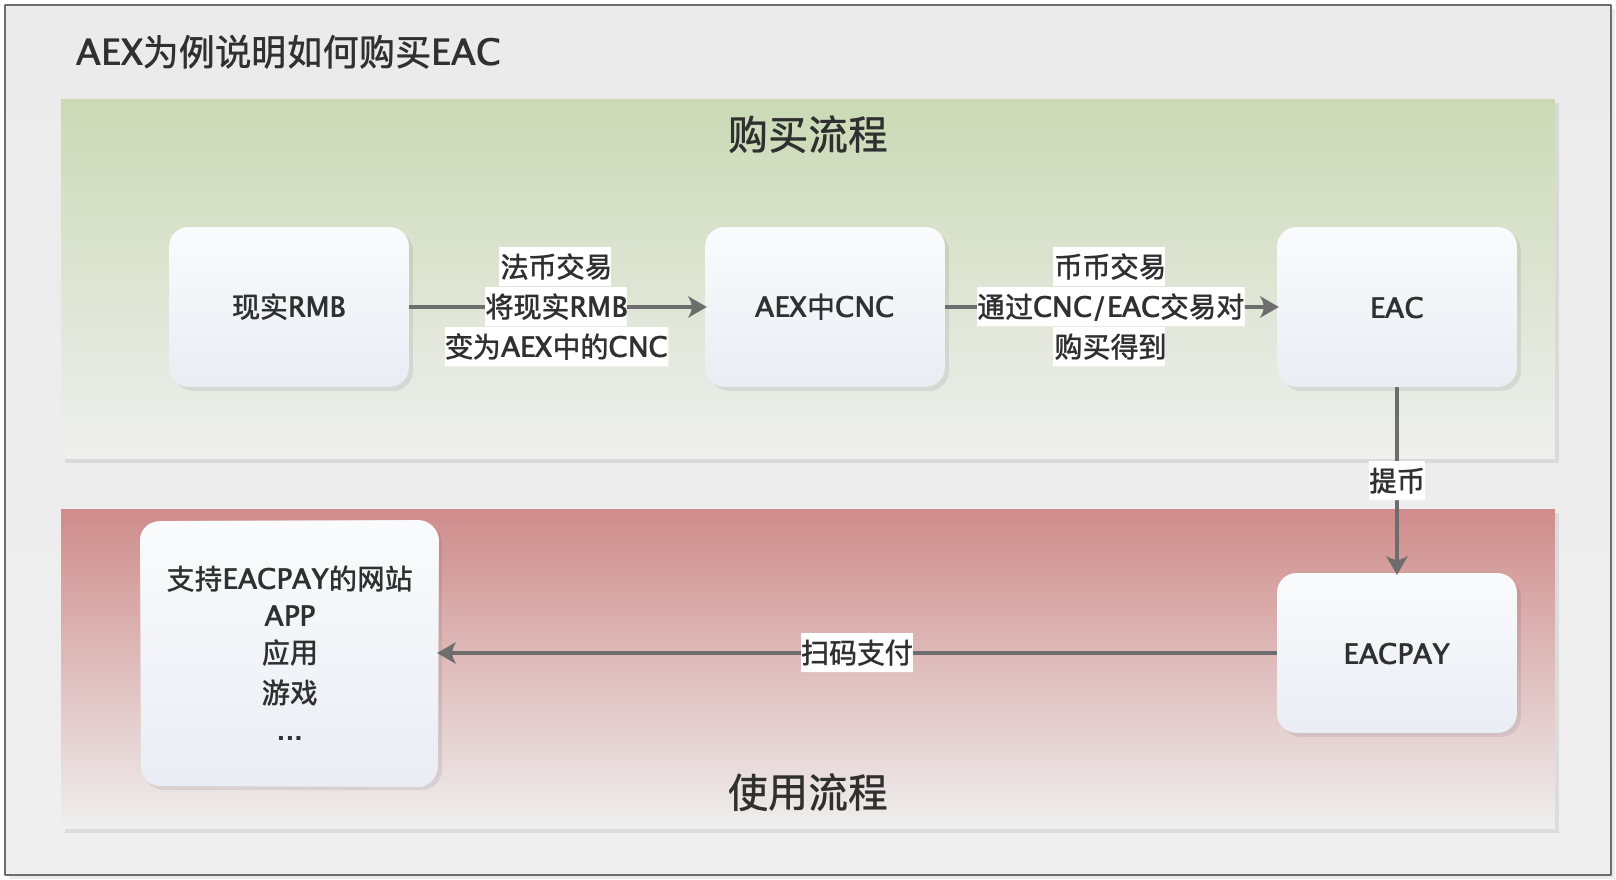 AEX为例说明如何购买EAC
购买流程
现实RMB
法币交易
将现实RMB
变为AEX中的CNC
AEX中CNC
币币交易
通过CNC/EAC交易对
购买得到
EAC
提币
EACPAY
扫码支付
支持EACPAY的网站
APP
应用
游戏
...
使用流程